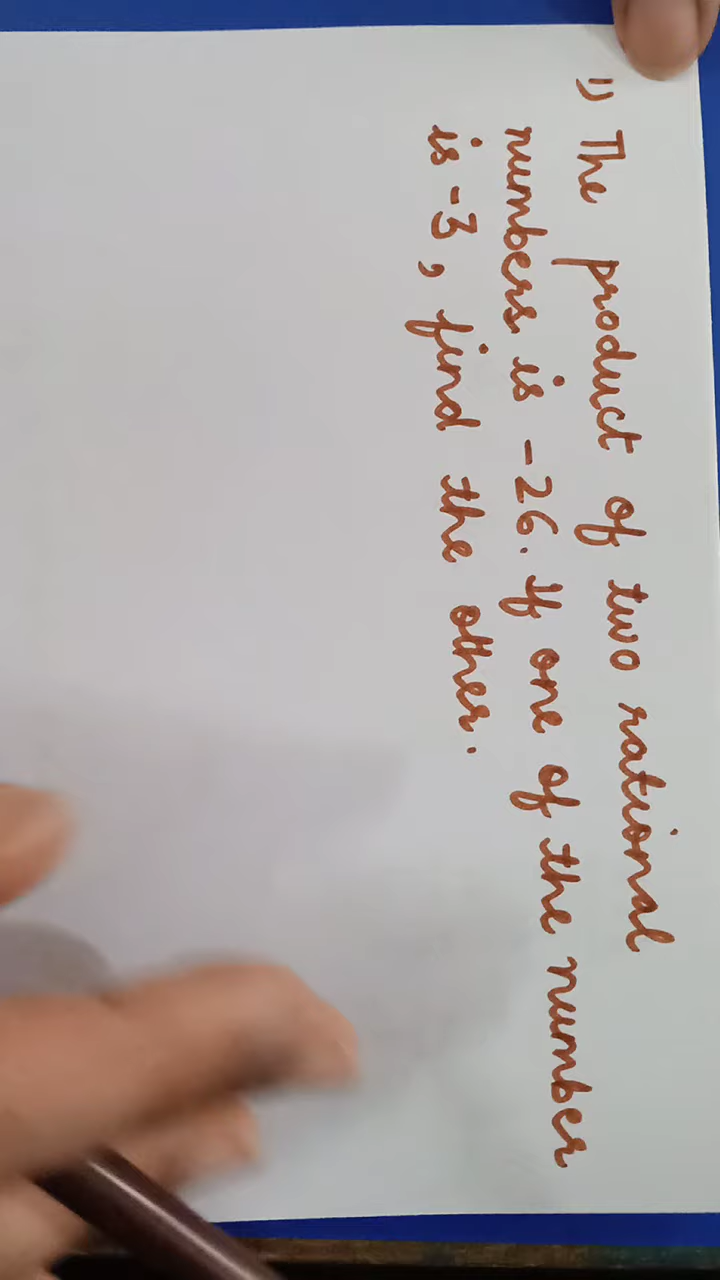 1) The product of two rational
numbers is -26. If one of the number
is -3, find the other.